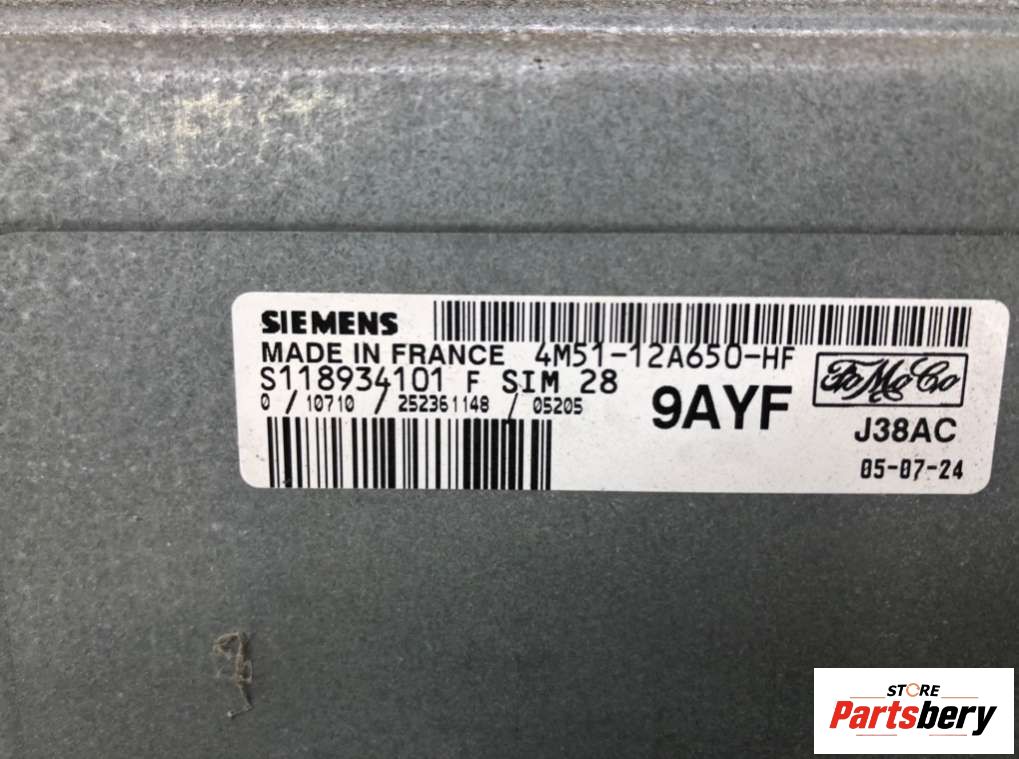 SIEMENS
MADE IN FRANCE 4M51-12A650-HF
S118934101 F SIM 28
0 / 10710 / 252361148 / 05205
9AYF
FoMoCo
J38AC
05-07-24
STORE
Partsbery